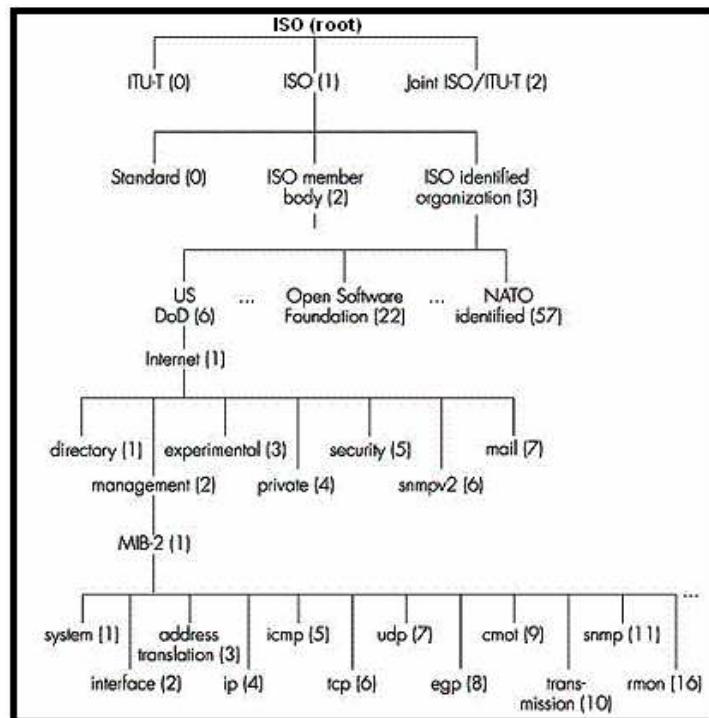 ISO (root)
ITU-T (0) ISO (1) Joint ISO/ITU-T (2)
Standard (0) ISO member ISO identified
body (2) organization (3)
US ... Open Software ... NATO
DoD (6) Foundation (22) identified (57)
Internet (1)
directory (1) experimental (3) security (5) mail (7)
management (2) private (4) snmpv2 (6)
MIB-2 (1)
...
system (1) address icmp (5) udp (7) cmot (9) snmp (11)
translation (3)
interface (2) ip (4) tcp (6) egp (8) trans- rmon (16)
mission (10)